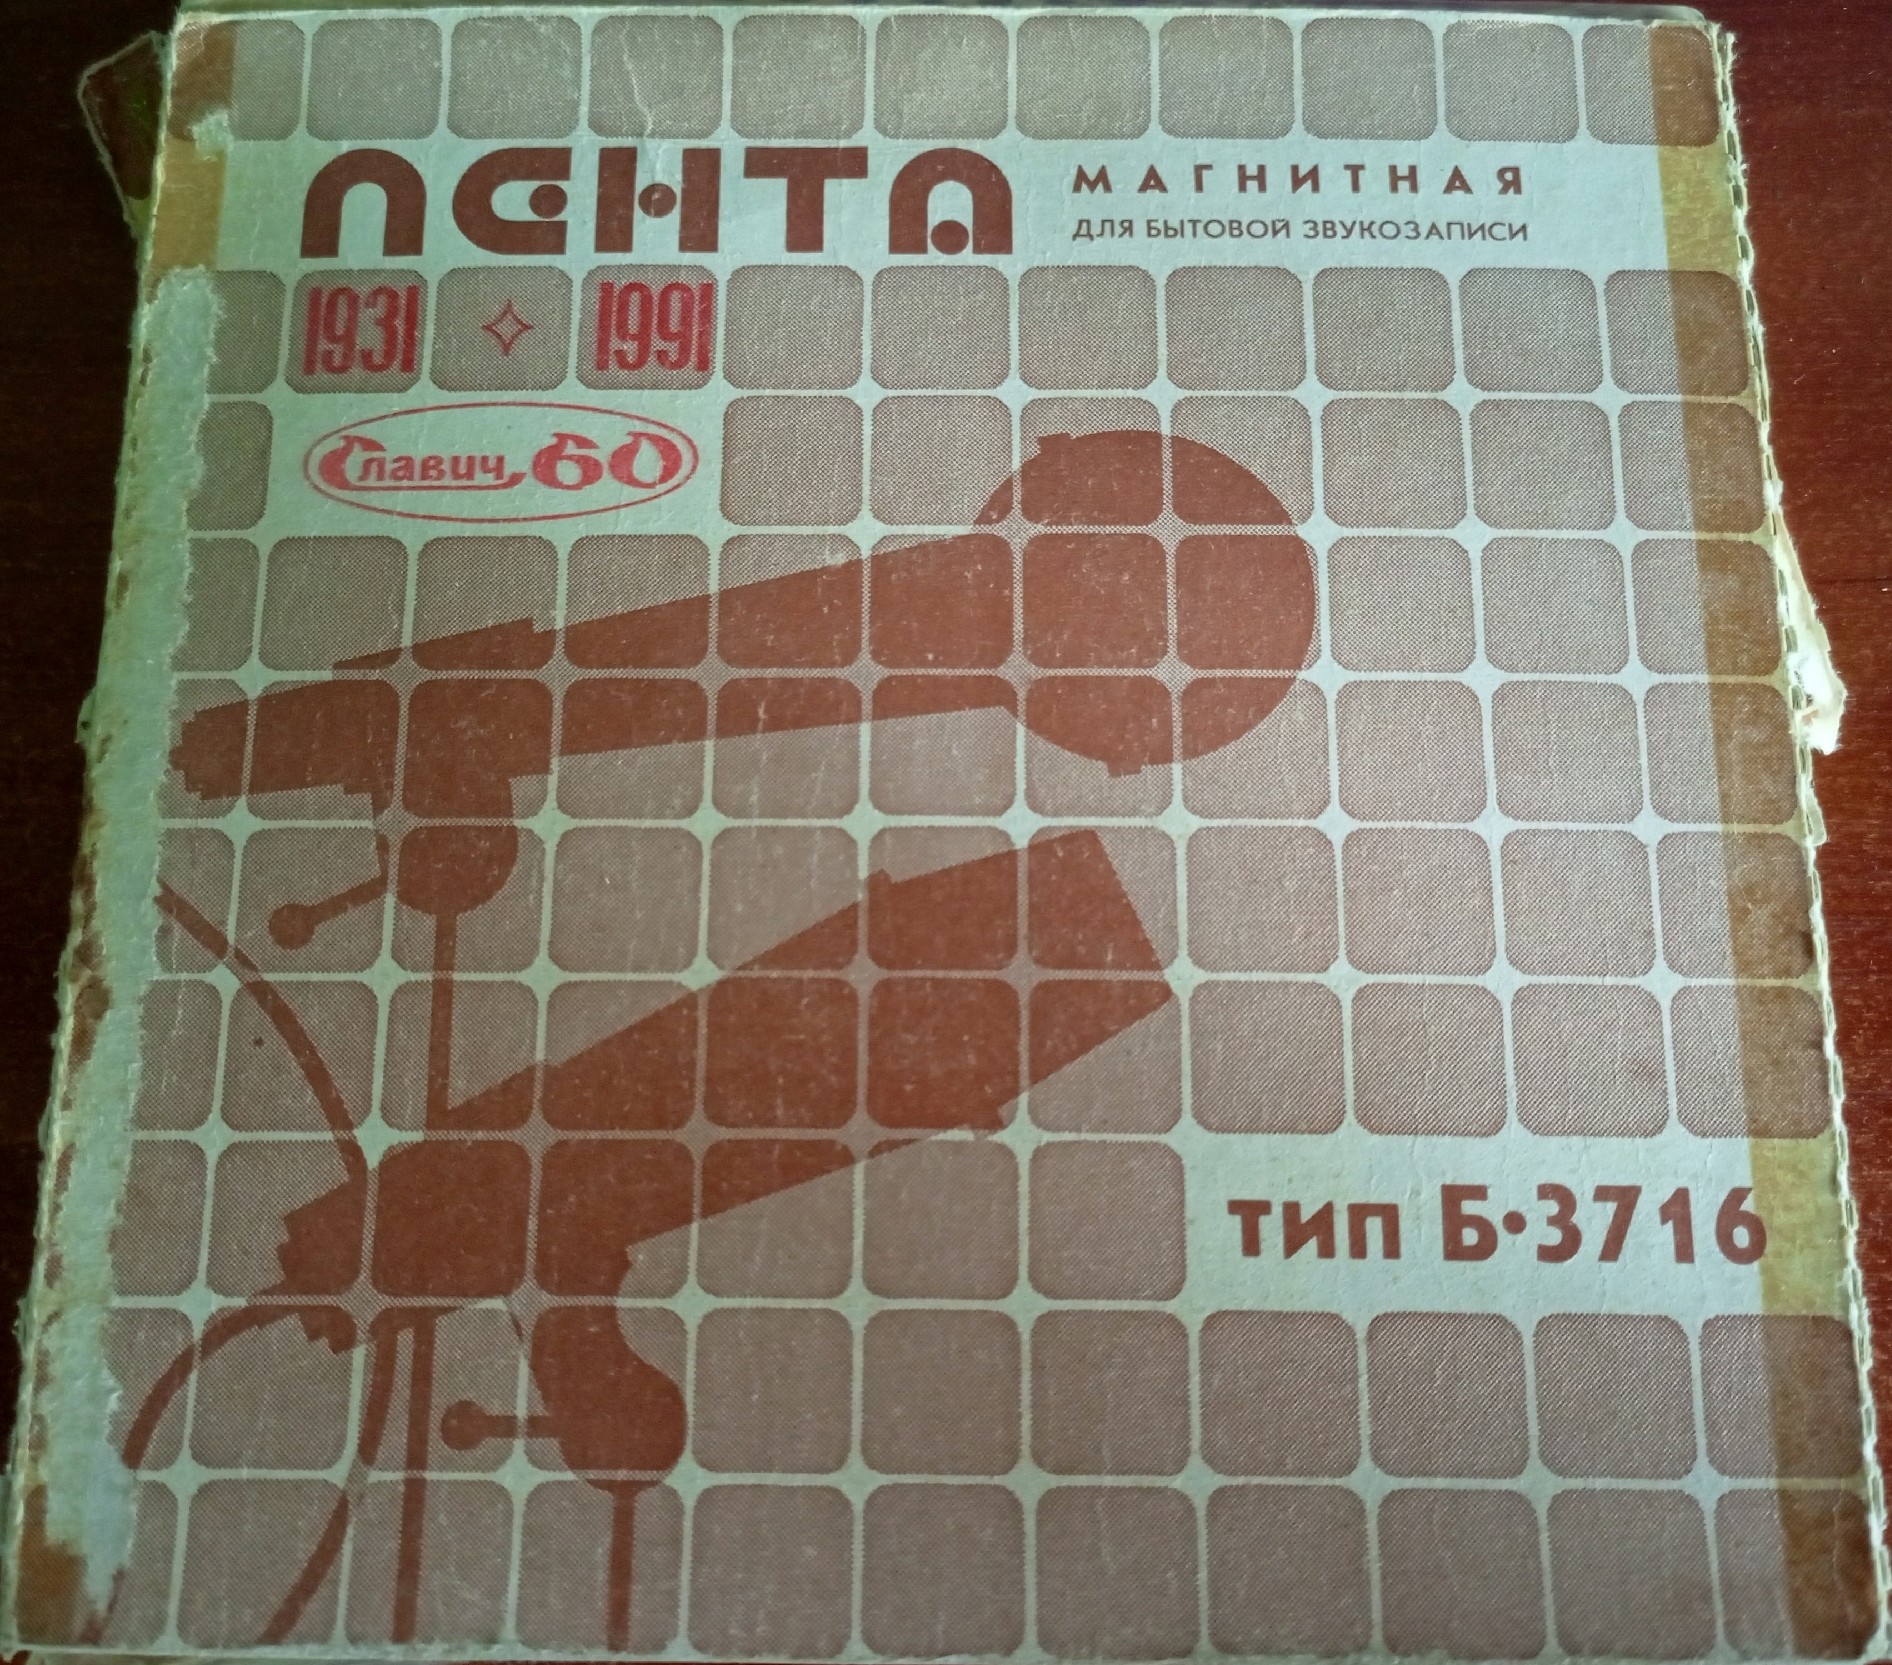 ЛЕНТА
МАГНИТНАЯ
ДЛЯ БЫТОВОЙ ЗВУКОЗАПИСИ
1931 1991
Славич 60
тип Б•3716